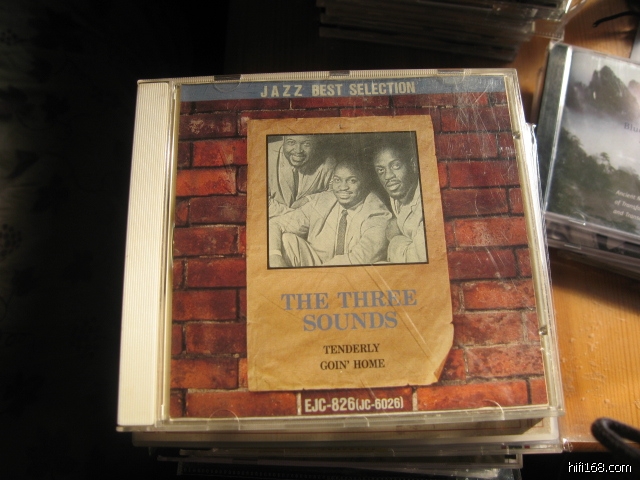 JAZZ BEST SELECTION
THE THREE
SOUNDS
TENDERLY
GOIN' HOME
EJC-826(JC-6026)
hifi168.com